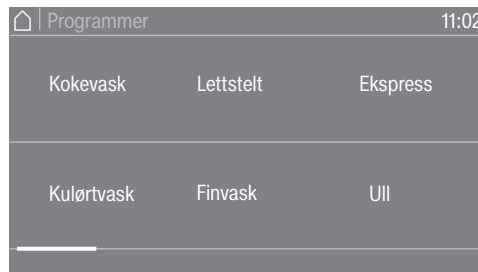 Programmer 11:02
Kokevask Lettstelt Ekspress
Kulørtvask Finvask Ull